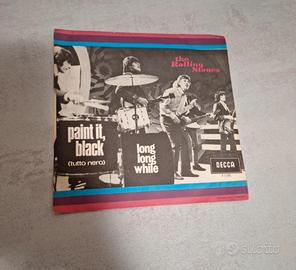 the
Rolling
Stones
paint it,
black
(tutto nero)
long
long
while
DECCA
subito